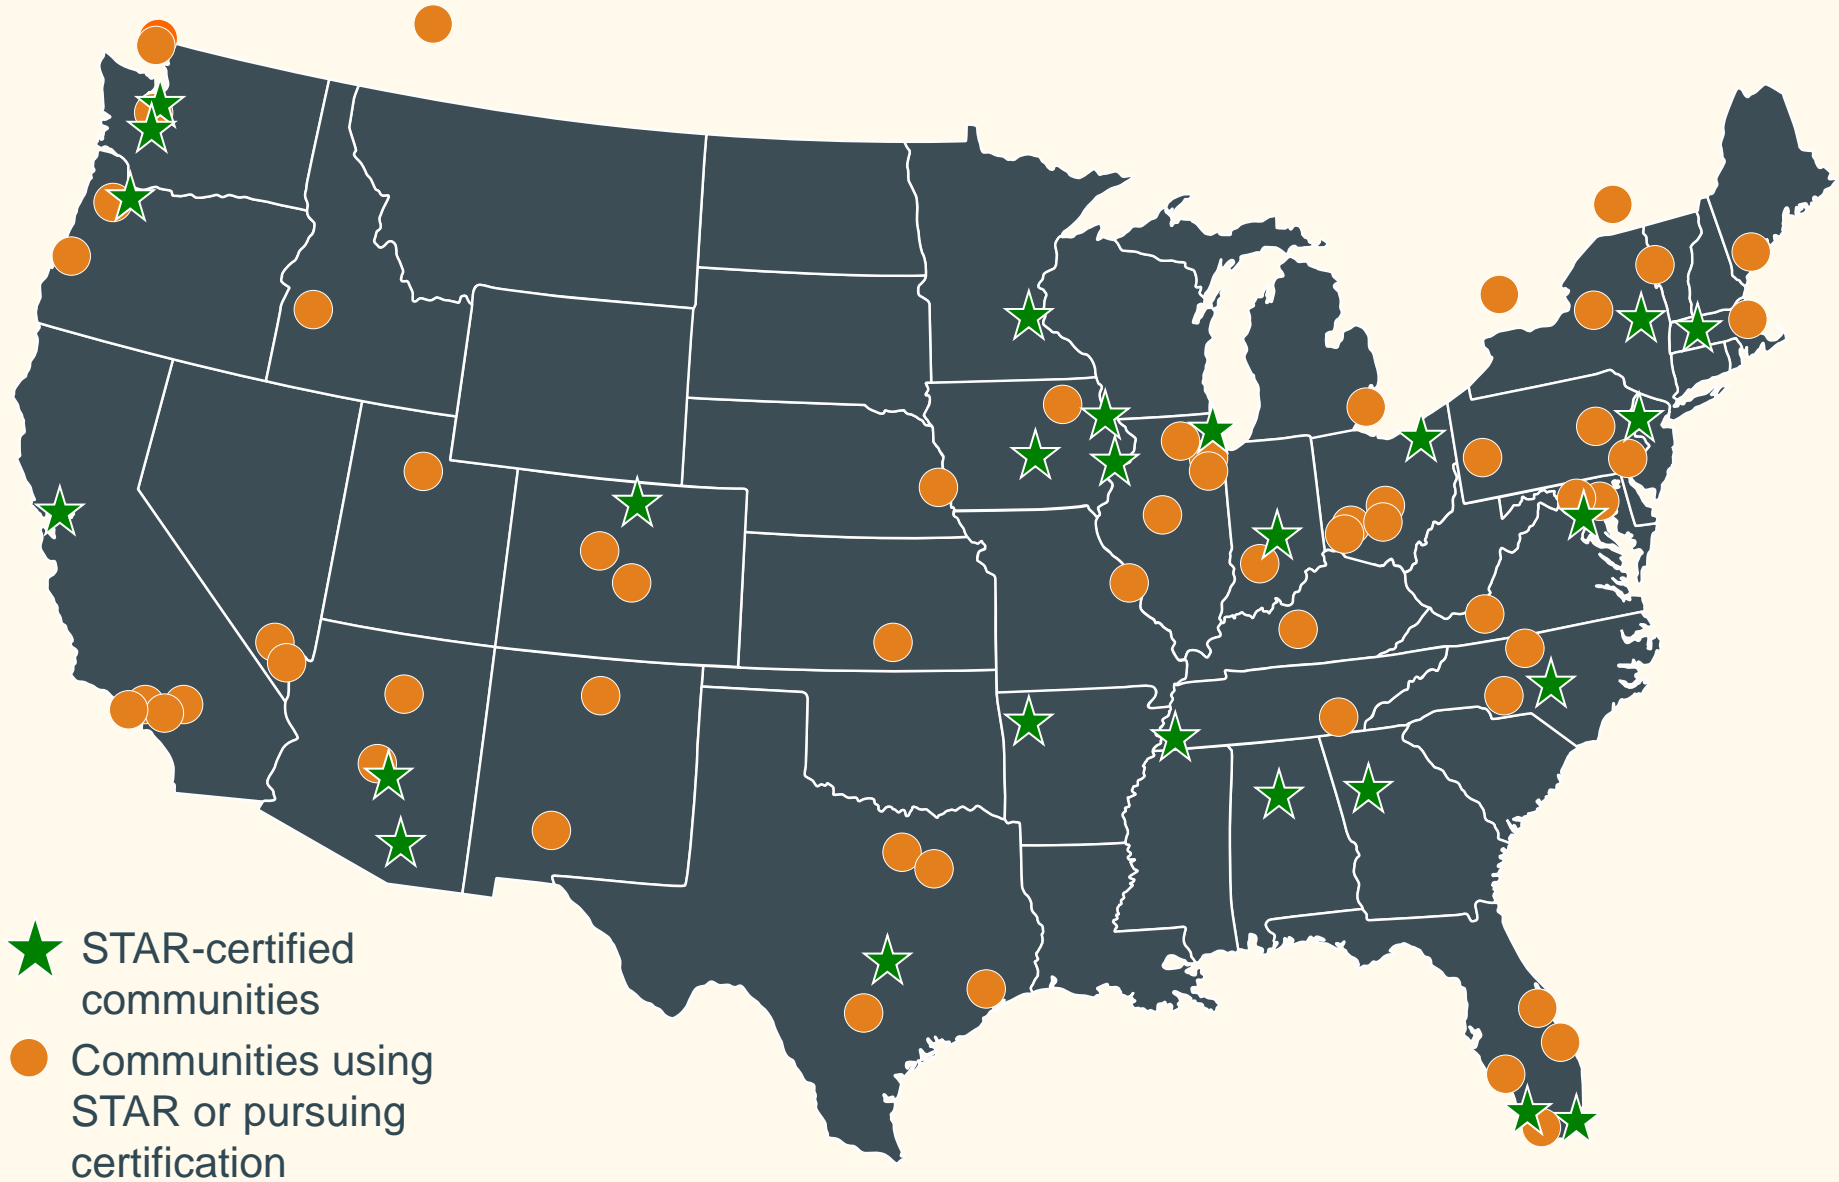 STAR-certified
communities
Communities using
STAR or pursuing
certification